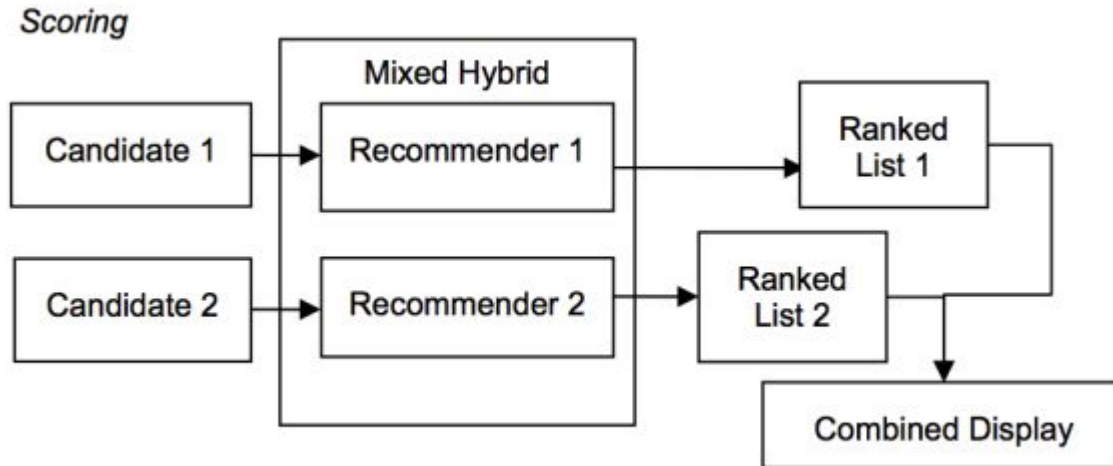 Scoring
Mixed Hybrid
Candidate 1
Recommender 1
Ranked
List 1
Candidate 2
Recommender 2
Ranked
List 2
Combined Display